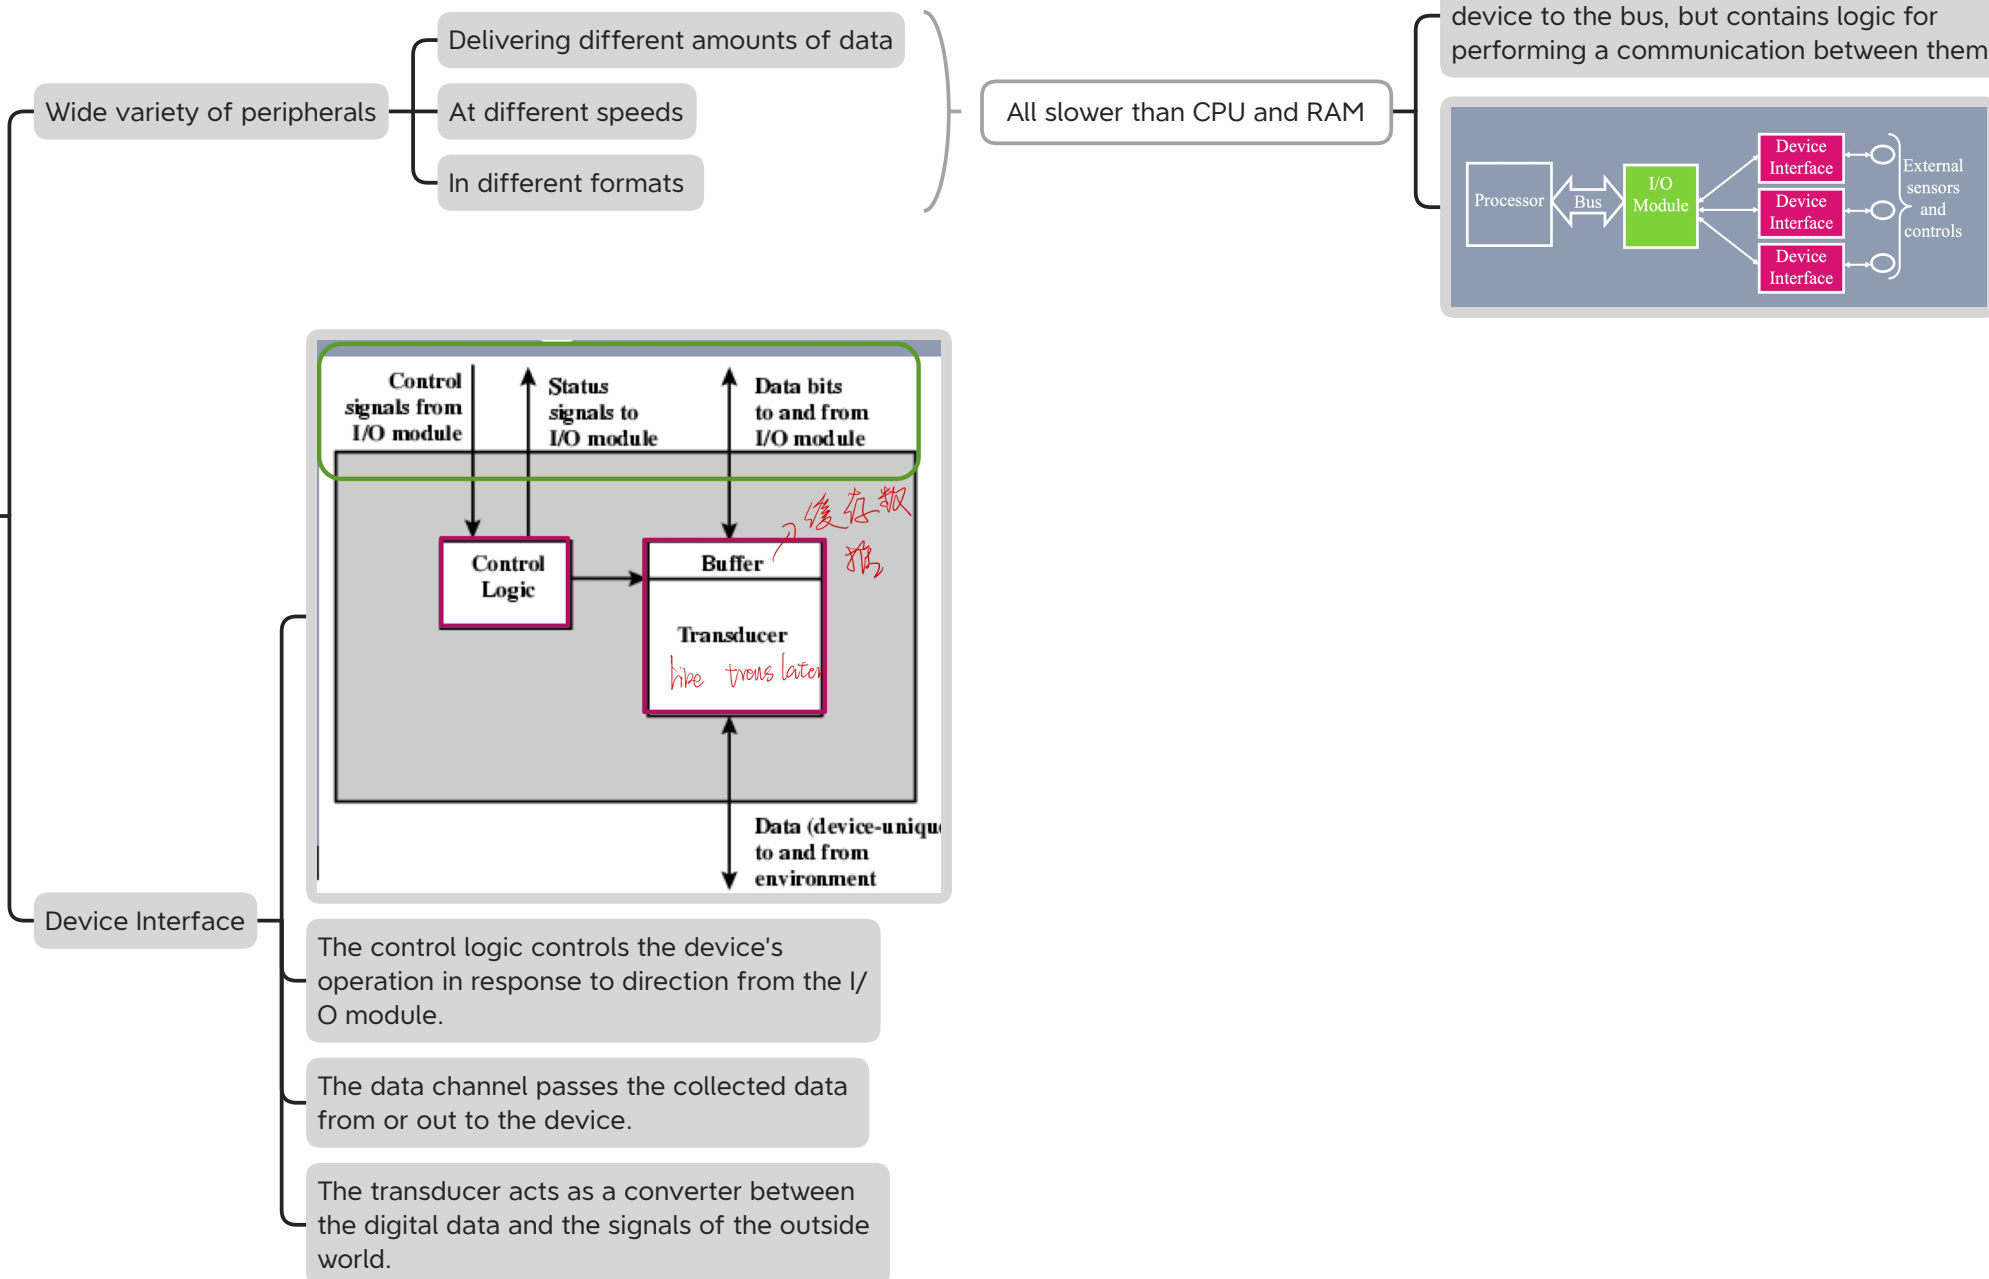 Wide variety of peripherals
Delivering different amounts of data
At different speeds
In different formats
All slower than CPU and RAM
device to the bus, but contains logic for
performing a communication between them
Processor
Bus
I/O
Module
Device
Interface
Device
Interface
Device
Interface
External
sensors
and
controls
Device Interface
Control
signals from
I/O module
Status
signals to
I/O module
Data bits
to and from
I/O module
Control
Logic
Buffer
缓存数
据
Transducer
like translater
Data (device-uniqu
to and from
environment
The control logic controls the device's
operation in response to direction from the I/
O module.
The data channel passes the collected data
from or out to the device.
The transducer acts as a converter between
the digital data and the signals of the outside
world.